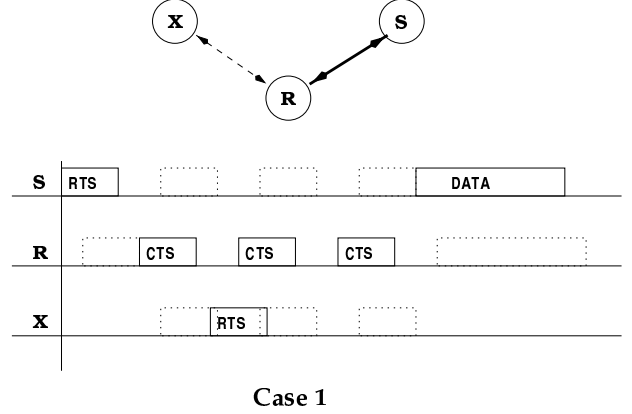 X
S
R
S RTS DATA
R CTS CTS CTS
X RTS
Case 1